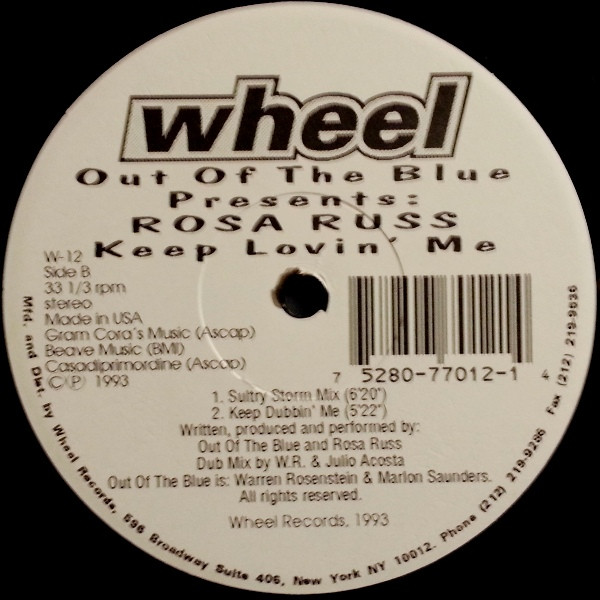 wheel
Out Of The Blue
Presents:
ROSA RUSS
Keep Lovin' Me
W-12
Side B
33 1/3 rpm
stereo
Made in USA
Gram Cora's Music (Ascap)
Beave Music (BMI)
Casadiprimordine (Ascap)
©℗ 1993
7 5280-77012-1 4
1. Sultry Storm Mix (6'20")
2. Keep Dubbin' Me (5'22")
Written, produced and performed by:
Out Of The Blue and Rosa Russ
Dub Mix by W.R. & Julio Acosta
Out Of The Blue is: Warren Rosenstein & Marlon Saunders.
All rights reserved.
Wheel Records, 1993
Mfd. and Dist. by Wheel Records, 596 Broadway Suite 406, New York NY 10012. Phone (212) 219-9286 Fax (212) 219-9536